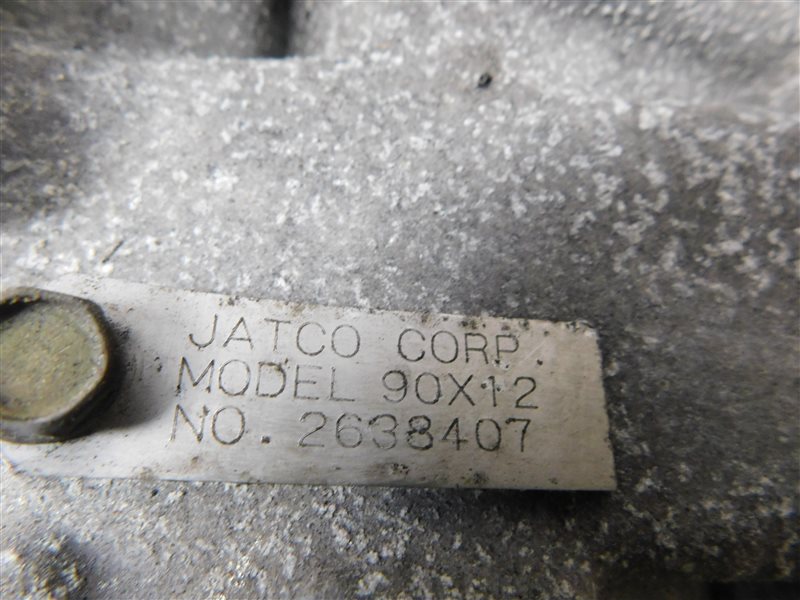 JATCO CORP.
MODEL 90X12
NO. 2638407